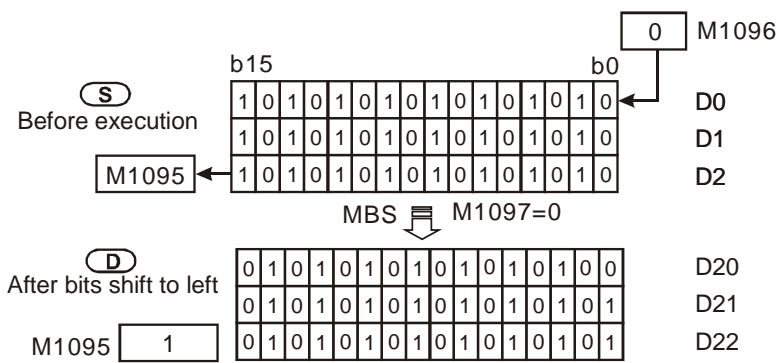 0 M1096
b15 b0
S
Before execution
1 0 1 0 1 0 1 0 1 0 1 0 1 0 1 0 D0
1 0 1 0 1 0 1 0 1 0 1 0 1 0 1 0 D1
M1095 1 0 1 0 1 0 1 0 1 0 1 0 1 0 1 0 D2
MBS M1097=0
D
After bits shift to left
0 1 0 1 0 1 0 1 0 1 0 1 0 1 0 0 D20
0 1 0 1 0 1 0 1 0 1 0 1 0 1 0 1 D21
M1095 1 0 1 0 1 0 1 0 1 0 1 0 1 0 1 0 1 D22